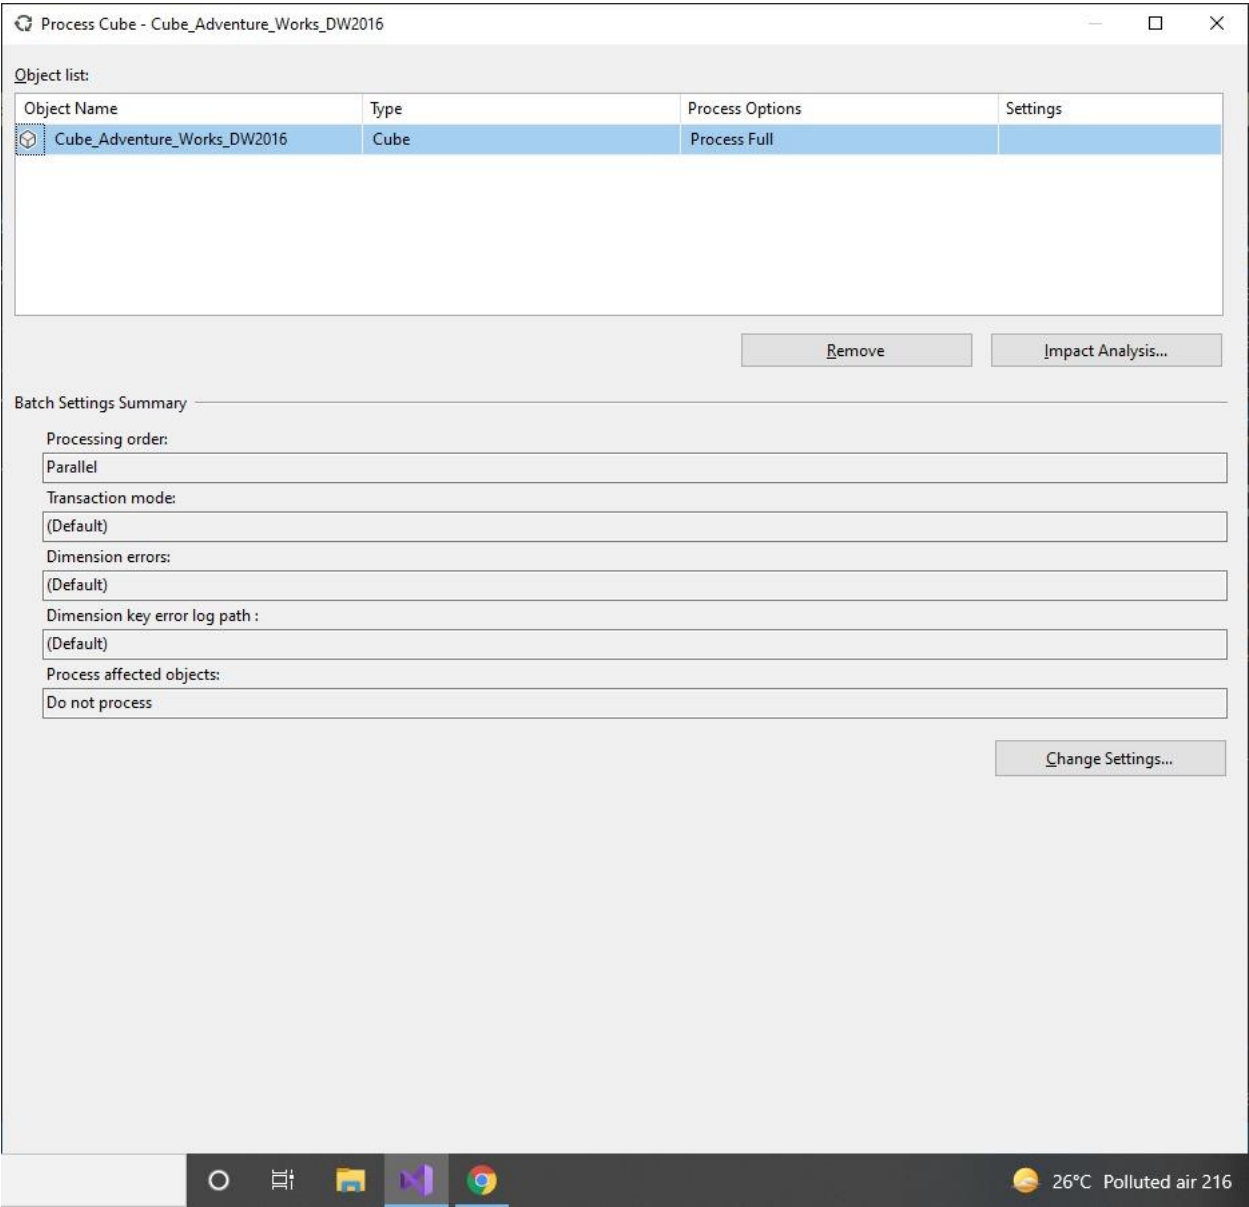 Process Cube - Cube_Adventure_Works_DW2016
Object list:
Object Name Type Process Options Settings
Cube_Adventure_Works_DW2016 Cube Process Full
Remove Impact Analysis...
Batch Settings Summary
Processing order:
Parallel
Transaction mode:
(Default)
Dimension errors:
(Default)
Dimension key error log path :
(Default)
Process affected objects:
Do not process
Change Settings...
26°C Polluted air 216